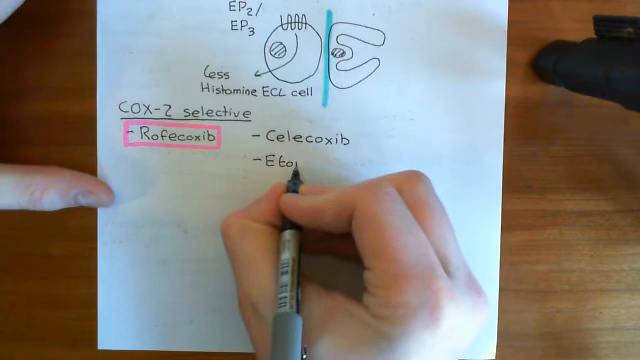 EP2/
EP3
Less
Histamine ECL cell
COX-2 selective
- Rofecoxib
- Celecoxib
- Eto